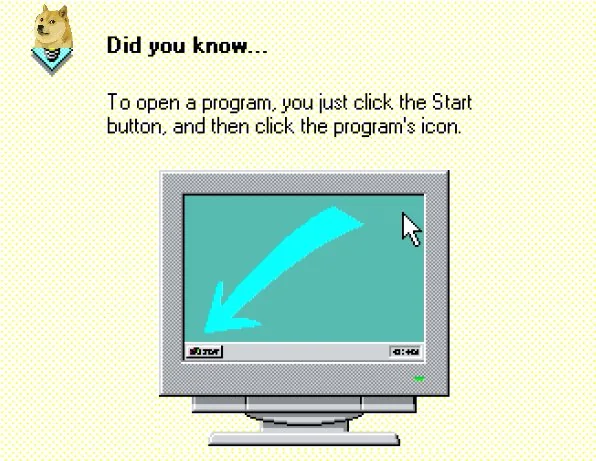 Did you know...
To open a program, you just click the Start
button, and then click the program's icon.